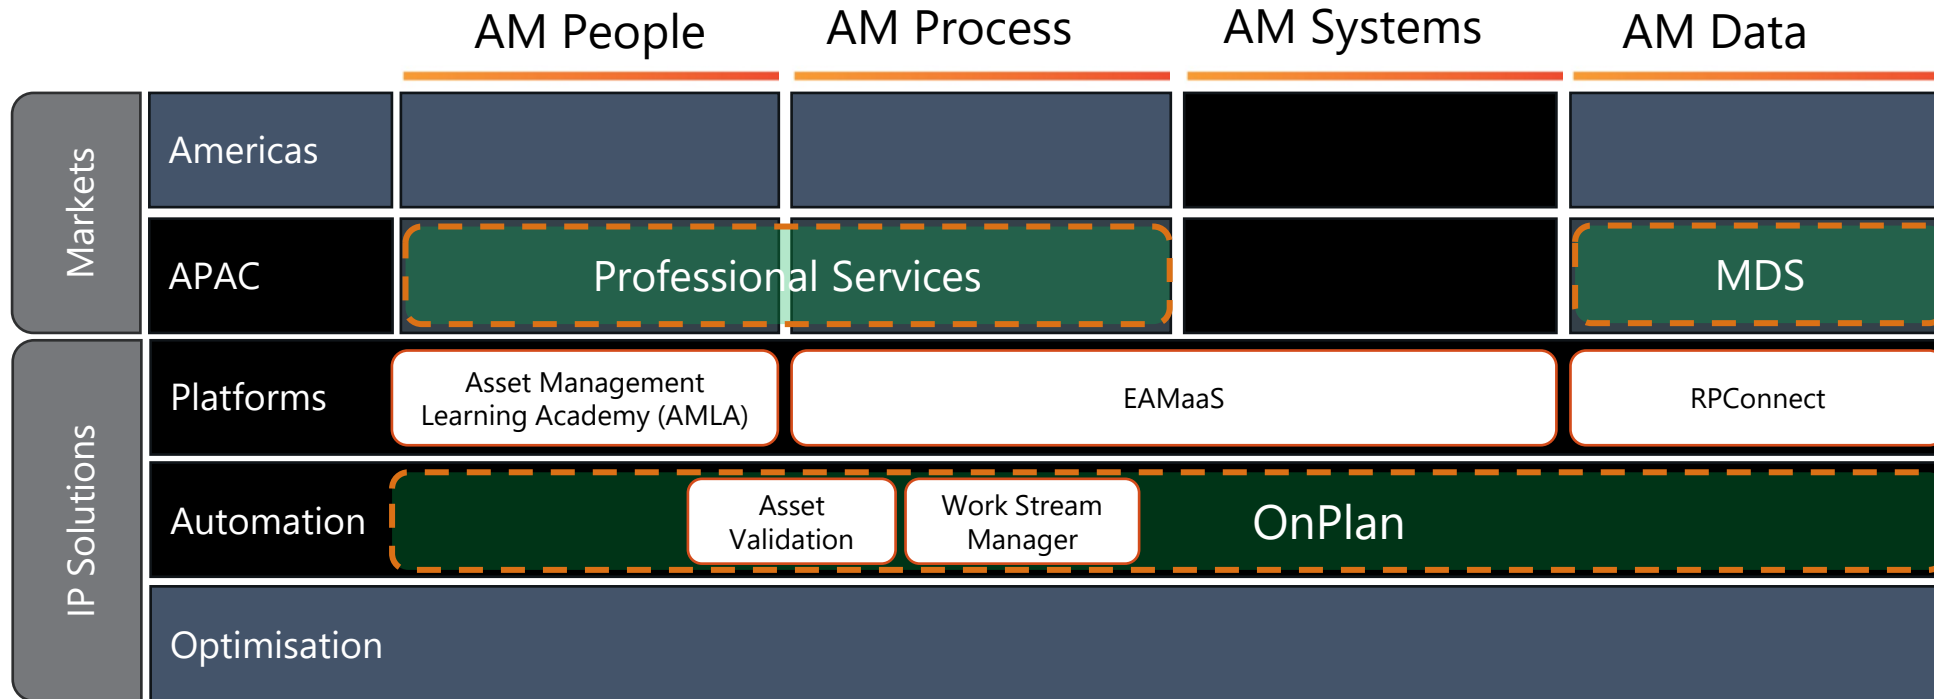 AM People
AM Process
AM Systems
AM Data
Markets
Americas
APAC
Professional Services
MDS
IP Solutions
Platforms
Asset Management
Learning Academy (AMLA)
EAMaaS
RPConnect
Automation
Asset
Validation
Work Stream
Manager
OnPlan
Optimisation